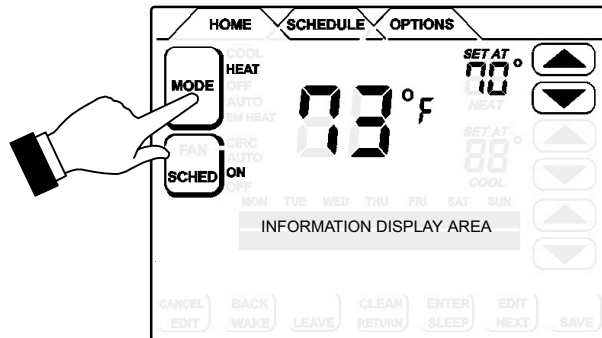 HOME SCHEDULE OPTIONS
MODE
COOL
HEAT
OFF
AUTO
EM HEAT
FAN
CIRC
AUTO
SCHED
ON
OFF
73°F
SET AT
70°
HEAT
SET AT
88°
COOL
MON TUE WED THU FRI SAT SUN
INFORMATION DISPLAY AREA
CANCEL BACK CLEAN ENTER EDIT
EDIT WAKE LEAVE RETURN SLEEP NEXT SAVE